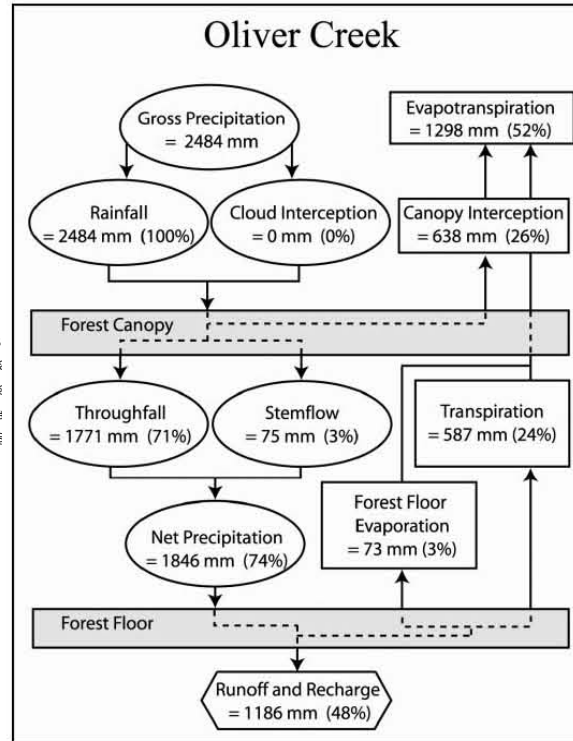 Oliver Creek
Gross Precipitation
= 2484 mm
Evapotranspiration
= 1298 mm (52%)
Rainfall
= 2484 mm (100%)
Cloud Interception
= 0 mm (0%)
Canopy Interception
= 638 mm (26%)
Forest Canopy
Throughfall
= 1771 mm (71%)
Stemflow
= 75 mm (3%)
Transpiration
= 587 mm (24%)
Net Precipitation
= 1846 mm (74%)
Forest Floor
Evaporation
= 73 mm (3%)
Forest Floor
Runoff and Recharge
= 1186 mm (48%)